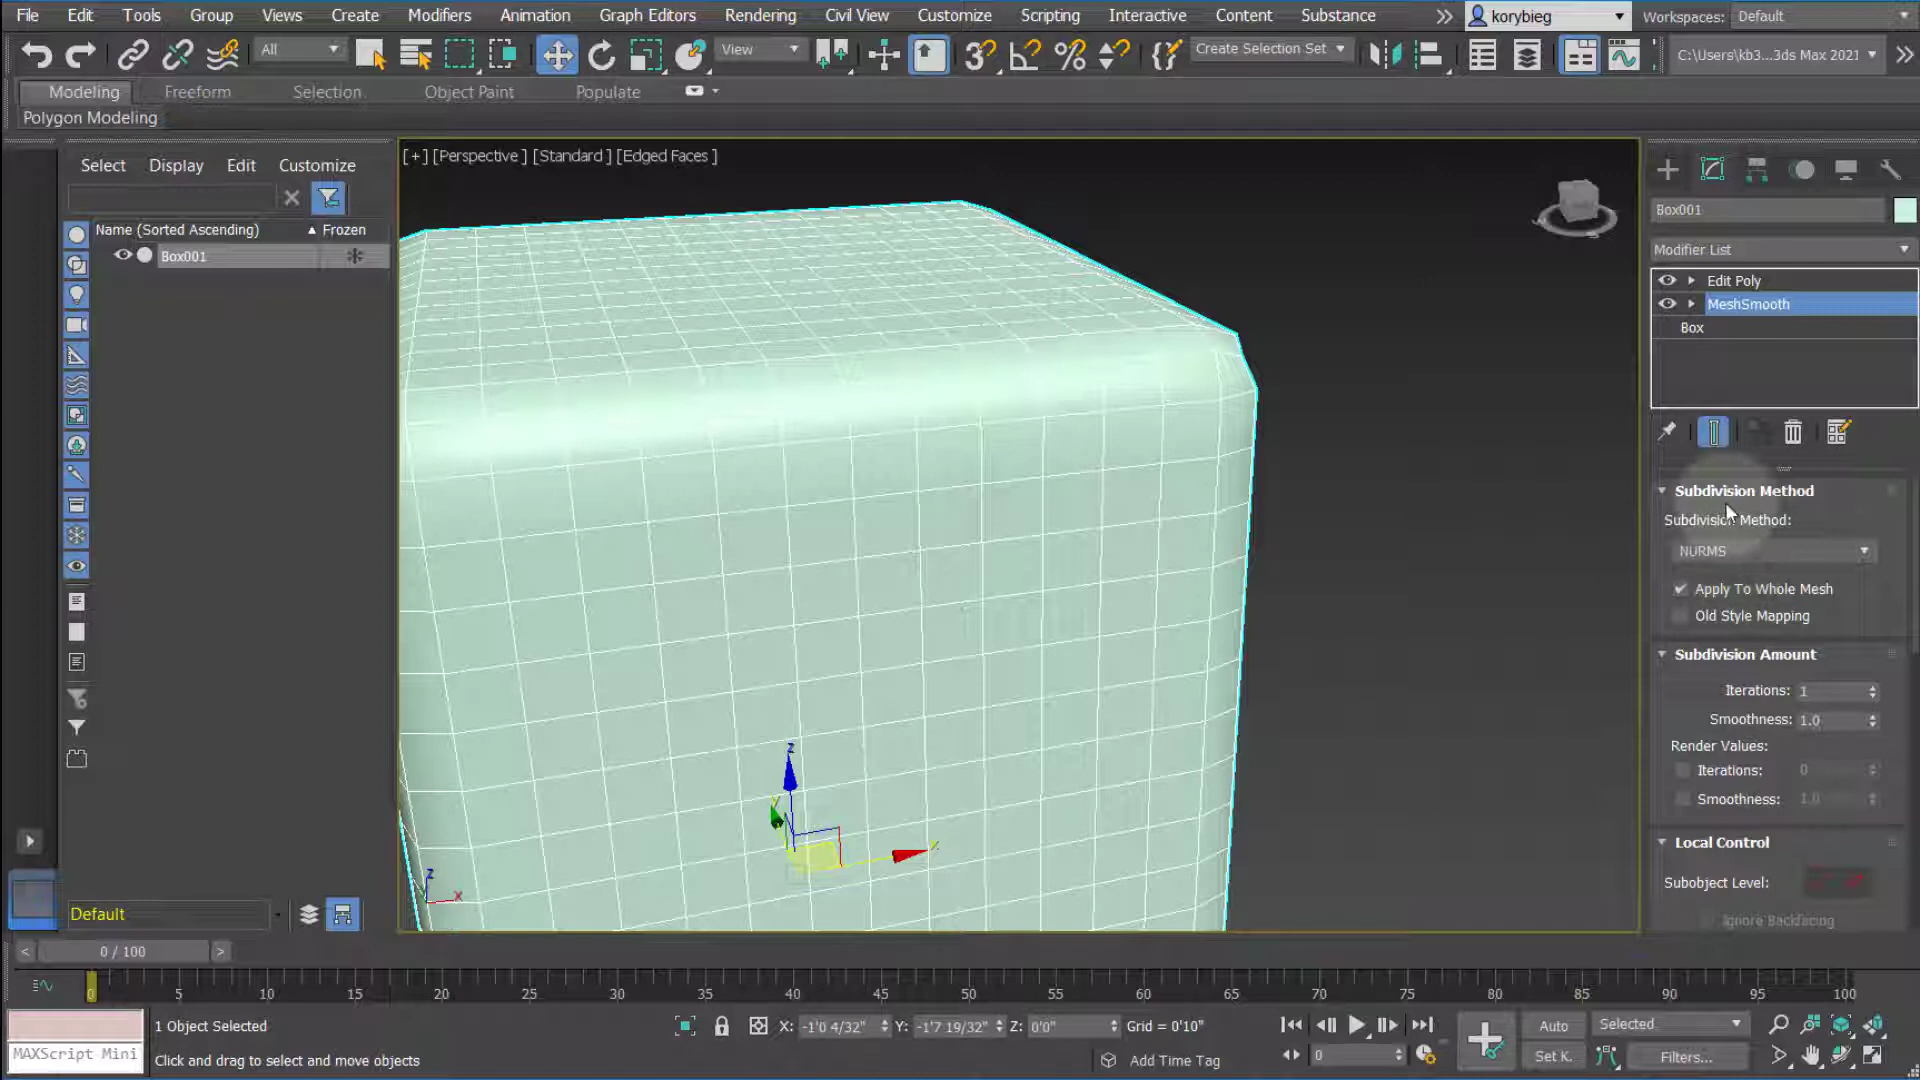 File Edit Tools Group Views Create Modifiers Animation Graph Editors Rendering Civil View Customize Scripting Interactive Content Substance korybieg Workspaces: Default
All View Create Selection Set C:\Users\kb3...3ds Max 2021
Modeling Freeform Selection Object Paint Populate
Polygon Modeling
Select Display Edit Customize
Name (Sorted Ascending) Frozen
Box001
[+] [Perspective] [Standard] [Edged Faces]
Box001
Modifier List
Edit Poly
MeshSmooth
Box
Subdivision Method
Subdivision Method:
NURMS
Apply To Whole Mesh
Old Style Mapping
Subdivision Amount
Iterations: 1
Smoothness: 1.0
Render Values:
Iterations: 0
Smoothness: 1.0
Local Control
Subobject Level:
Ignore Backfacing
z
z
x
Default
0 / 100
0 5 10 15 20 25 30 35 40 45 50 55 60 65 70 75 80 85 90 95 100
1 Object Selected X: -1'0 4/32" Y: -1'7 19/32" Z: 0'0" Grid = 0'10" Auto Selected
MAXScript Mini Click and drag to select and move objects Add Time Tag 0 Set K. Filters...